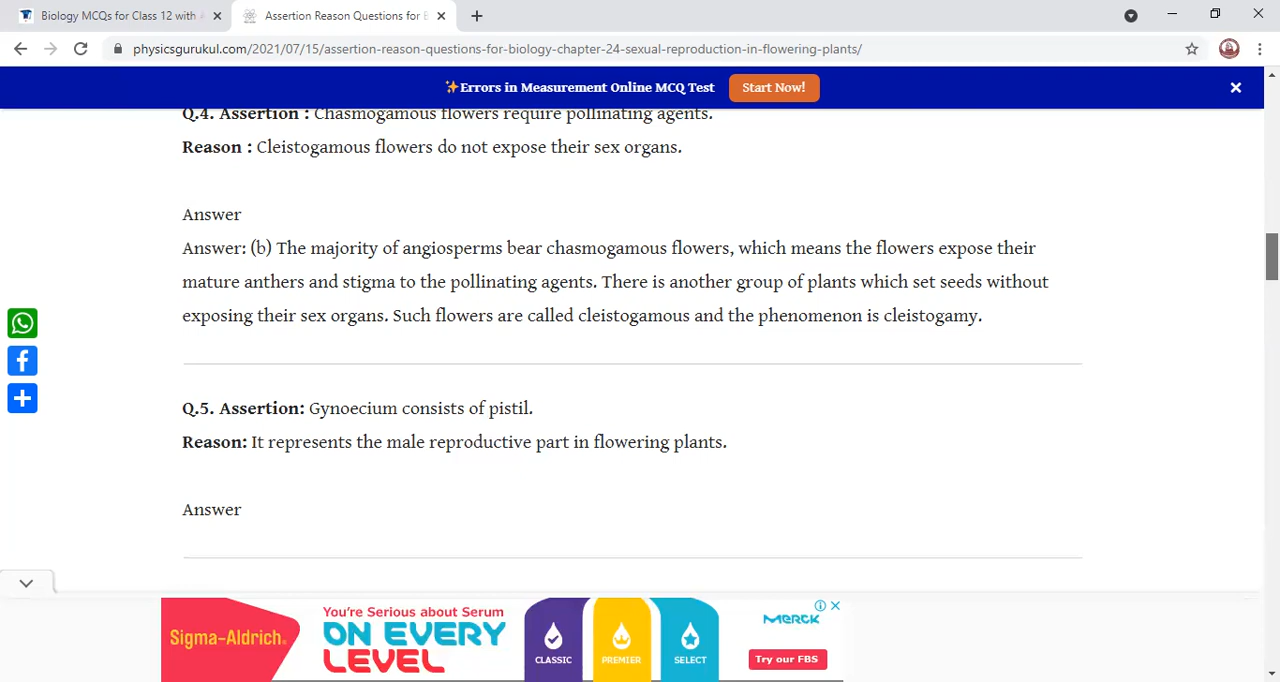 Biology MCQs for Class 12 with
Assertion Reason Questions for B
physicsgurukul.com/2021/07/15/assertion-reason-questions-for-biology-chapter-24-sexual-reproduction-in-flowering-plants/
✨Errors in Measurement Online MCQ Test Start Now!
Q.4. Assertion : Chasmogamous flowers require pollinating agents.
Reason : Cleistogamous flowers do not expose their sex organs.
Answer
Answer: (b) The majority of angiosperms bear chasmogamous flowers, which means the flowers expose their
mature anthers and stigma to the pollinating agents. There is another group of plants which set seeds without
exposing their sex organs. Such flowers are called cleistogamous and the phenomenon is cleistogamy.
Q.5. Assertion: Gynoecium consists of pistil.
Reason: It represents the male reproductive part in flowering plants.
Answer
Sigma-Aldrich.
You're Serious about Serum
ON EVERY
LEVEL
CLASSIC
PREMIER
SELECT
MERCK
Try our FBS